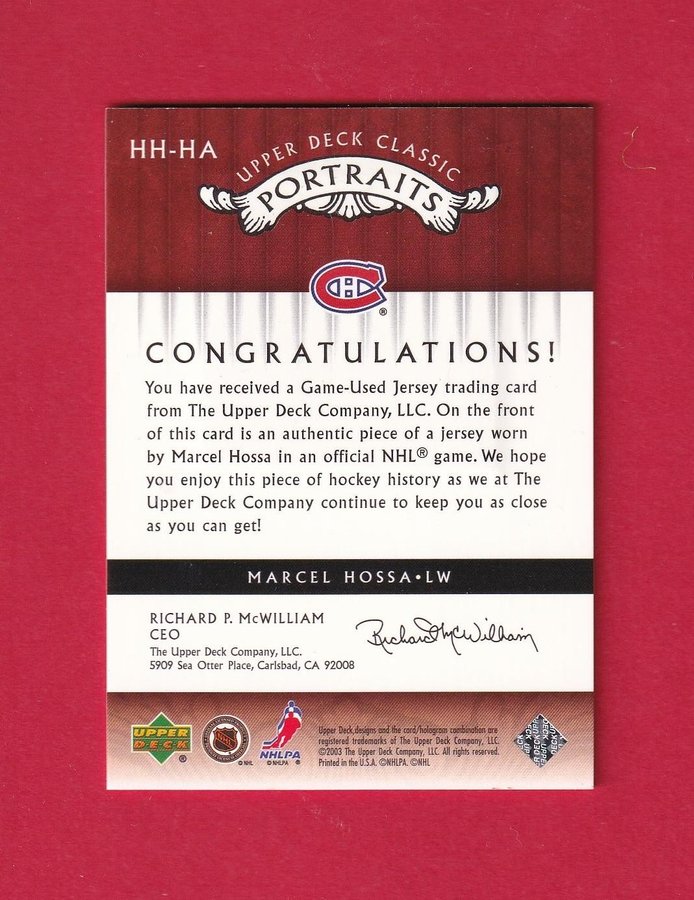 HH-HA
UPPER DECK CLASSIC
PORTRAITS
®
CONGRATULATIONS!
You have received a Game-Used Jersey trading card
from The Upper Deck Company, LLC. On the front
of this card is an authentic piece of a jersey worn
by Marcel Hossa in an official NHL® game. We hope
you enjoy this piece of hockey history as we at The
Upper Deck Company continue to keep you as close
as you can get!
MARCEL HOSSA•LW
RICHARD P. McWILLIAM
CEO
The Upper Deck Company, LLC.
5909 Sea Otter Place, Carlsbad, CA 92008
Richard McWilliam
UPPER
DECK
®
NHL
©NHL
NHLPA
©NHLPA
®
Upper Deck,designs and the card/hologram combination are
registered trademarks of The Upper Deck Company, LLC.
©2003 The Upper Deck Company, LLC. All rights reserved.
Printed in the U.S.A. ©NHLPA. ©NHL